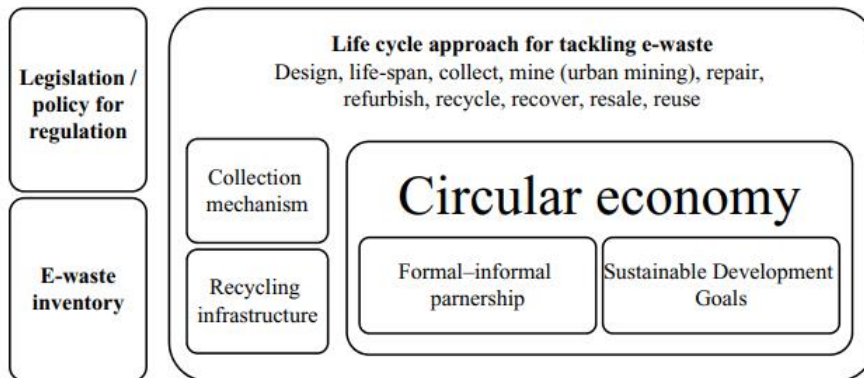 Legislation /
policy for
regulation
E-waste
inventory
Life cycle approach for tackling e-waste
Design, life-span, collect, mine (urban mining), repair,
refurbish, recycle, recover, resale, reuse
Collection
mechanism
Recycling
infrastructure
Circular economy
Formal–informal
parnership
Sustainable Development
Goals